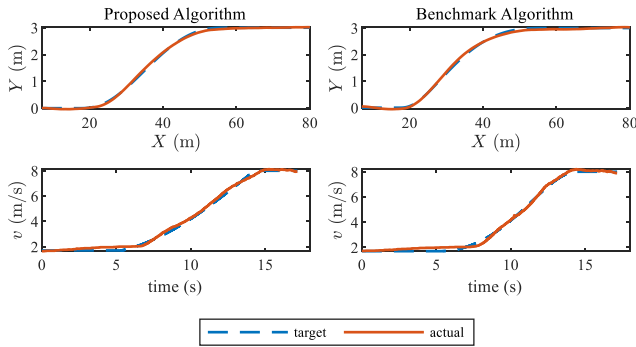 Proposed Algorithm
Y (m)
3
2
1
0
20
40
60
80
X (m)
Benchmark Algorithm
Y (m)
3
2
1
0
20
40
60
80
X (m)
v (m/s)
8
6
4
2
0
5
10
15
time (s)
v (m/s)
8
6
4
2
0
5
10
15
time (s)
target
actual